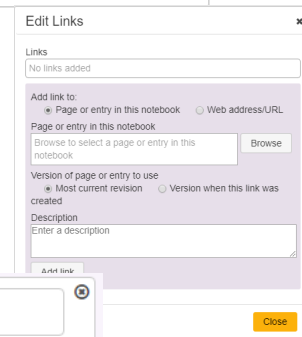 Edit Links
Links
No links added
Add link to:
Page or entry in this notebook Web address/URL
Page or entry in this notebook
Browse to select a page or entry in this
notebook
Browse
Version of page or entry to use
Most current revision Version when this link was
created
Description
Enter a description
Add link
Close